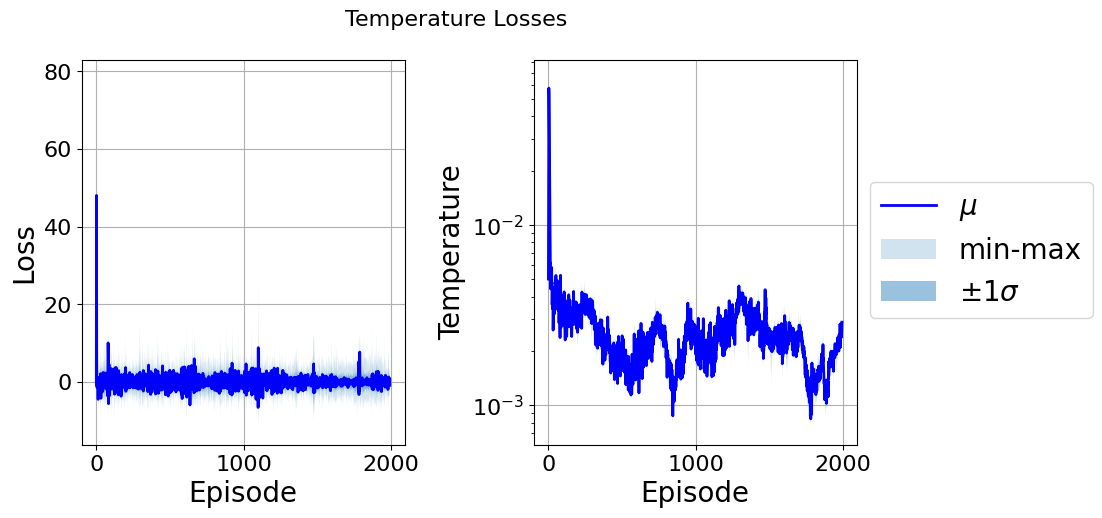 Temperature Losses
80
60
40
20
0
Loss
0 1000 2000
Episode
10⁻²
10⁻³
Temperature
0 1000 2000
Episode
μ
min-max
±1σ